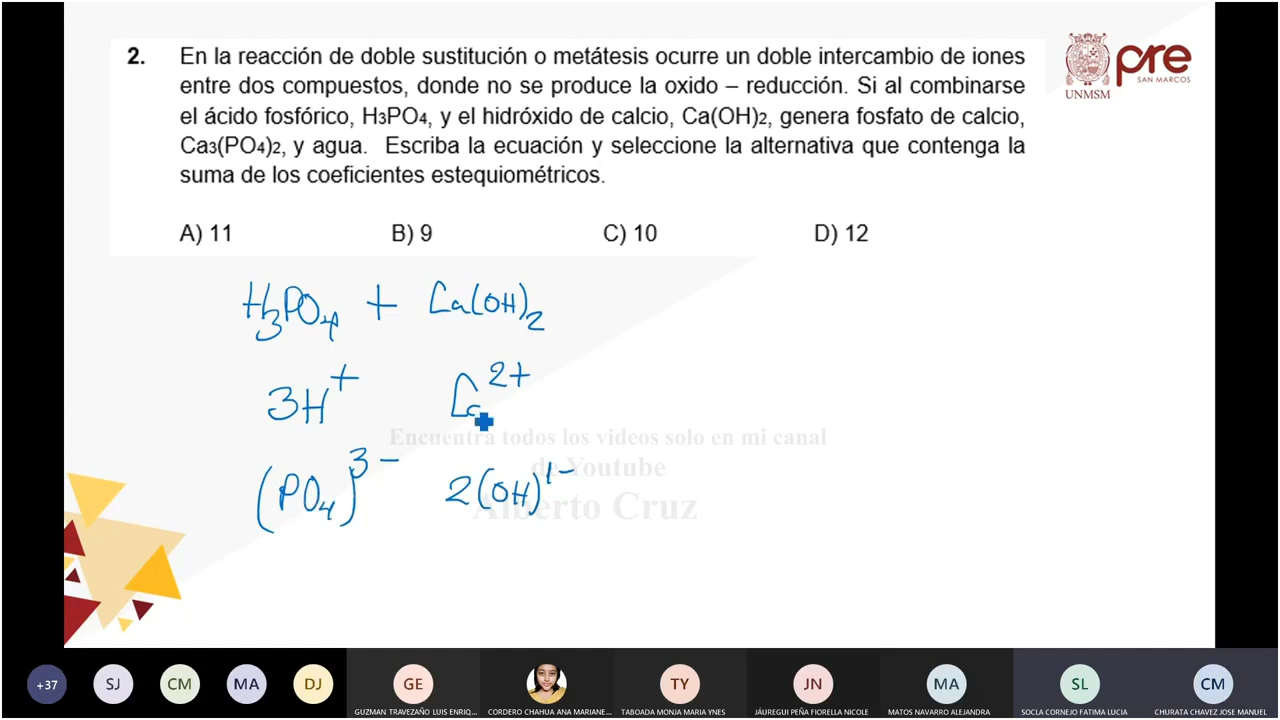 2. En la reacción de doble sustitución o metátesis ocurre un doble intercambio de iones
entre dos compuestos, donde no se produce la oxido – reducción. Si al combinarse
el ácido fosfórico, H3PO4, y el hidróxido de calcio, Ca(OH)2, genera fosfato de calcio,
Ca3(PO4)2, y agua. Escriba la ecuación y seleccione la alternativa que contenga la
suma de los coeficientes estequiométricos.
A) 11 B) 9 C) 10 D) 12
UNMSM
pre
SAN MARCOS
H3PO4 + Ca(OH)2
3H+ Ca2+
Encuentra todos los videos solo en mi canal
de Youtube
Alberto Cruz
(PO4)3- 2(OH)1-
+37 SJ CM MA DJ GE TY JN MA SL CM
GUZMAN TRAVEZAÑO LUIS ENRIQ... CORDERO CHAHUA ANA MARIANE... TABOADA MONJA MARIA YNES JÁUREGUI PEÑA FIORELLA NICOLE MATOS NAVARRO ALEJANDRA SOCLA CORNEJO FATIMA LUCIA CHURATA CHAVEZ JOSE MANUEL